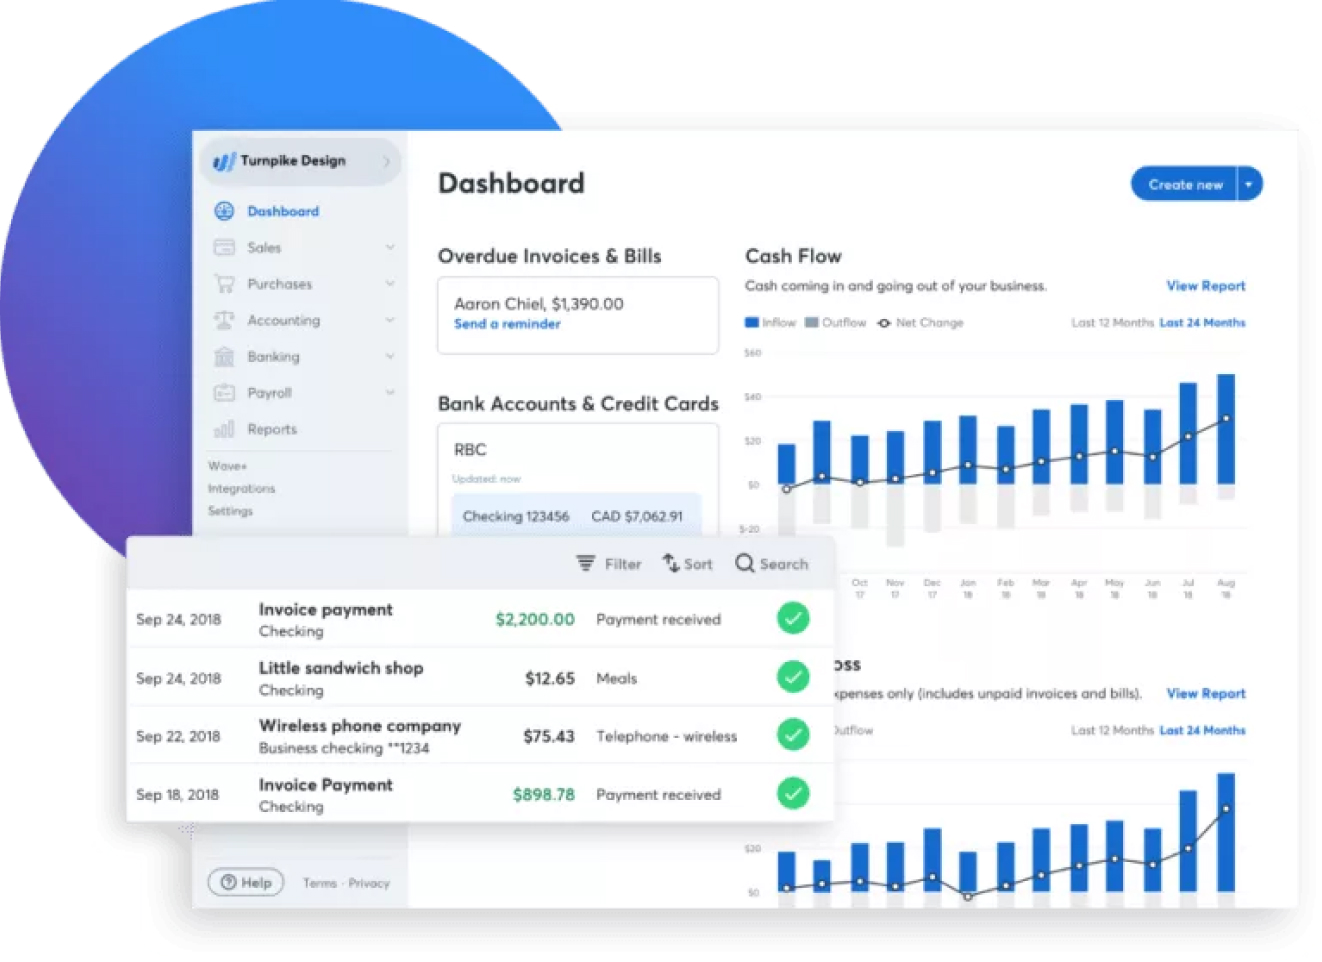 Turnpike Design
Dashboard
Sales
Purchases
Accounting
Banking
Payroll
Reports
Wave+
Integrations
Settings
Help
Terms · Privacy
Dashboard
Create new
Overdue Invoices & Bills
Aaron Chiel, $1,390.00
Send a reminder
Bank Accounts & Credit Cards
RBC
Updated: now
Checking 123456 CAD $7,062.91
Cash Flow
Cash coming in and going out of your business.
View Report
Inflow Outflow Net Change
Last 12 Months Last 24 Months
$60
$40
$20
$0
$-20
Oct Nov Dec Jan Feb Mar Apr May Jun Jul Aug
17 17 17 18 18 18 18 18 18 18 18
Filter Sort Search
Sep 24, 2018 Invoice payment $2,200.00 Payment received
Checking
Sep 24, 2018 Little sandwich shop $12.65 Meals
Checking
Sep 22, 2018 Wireless phone company $75.43 Telephone - wireless
Business checking **1234
Sep 18, 2018 Invoice Payment $898.78 Payment received
Checking
oss
xpenses only (includes unpaid invoices and bills).
View Report
Outflow
Last 12 Months Last 24 Months
$20
$0